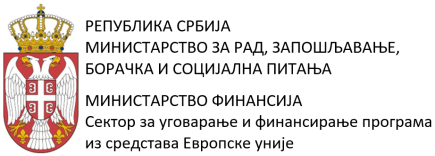 РЕПУБЛИКА СРБИЈА
МИНИСТАРСТВО ЗА РАД, ЗАПОШЉАВАЊЕ,
БОРАЧКА И СОЦИЈАЛНА ПИТАЊА
МИНИСТАРСТВО ФИНАНСИЈА
Сектор за уговарање и финансирање програма
из средстава Европске уније